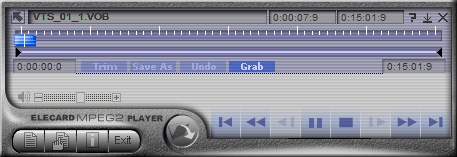 VTS_01_1.VOB 0:00:07:9 0:15:01:9 ? X
0:00:00:0 Trim Save As Undo Grab 0:15:01:9
ELECARD MPEG2 PLAYER
i Exit